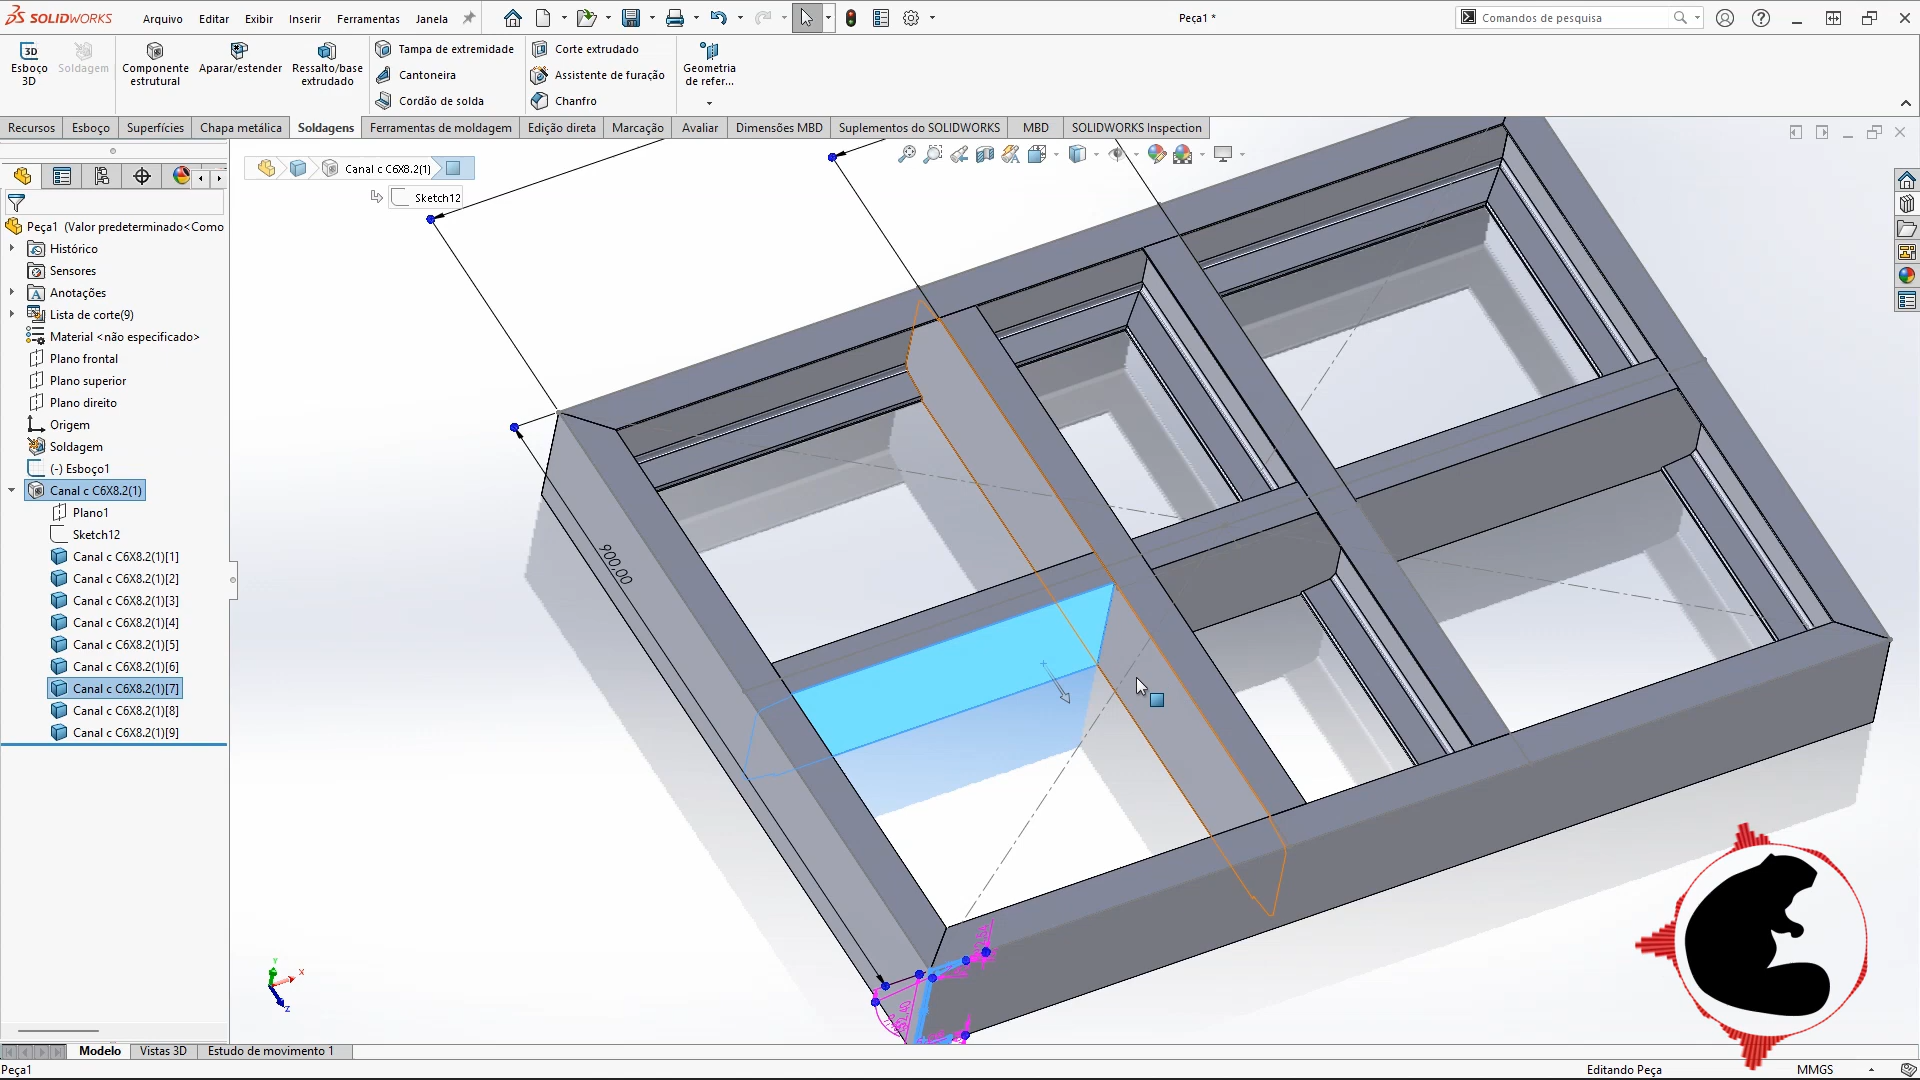 SOLIDWORKS
Arquivo Editar Exibir Inserir Ferramentas Janela
Peça1 *
Comandos de pesquisa
Esboço 3D
Soldagem
Componente estrutural
Aparar/estender
Ressalto/base extrudado
Tampa de extremidade
Cantoneira
Cordão de solda
Corte extrudado
Assistente de furação
Chanfro
Geometria de refer...
Recursos Esboço Superfícies Chapa metálica Soldagens Ferramentas de moldagem Edição direta Marcação Avaliar Dimensões MBD Suplementos do SOLIDWORKS MBD SOLIDWORKS Inspection
Canal c C6X8.2(1)
Sketch12
Peça1 (Valor predeterminado<Como
Histórico
Sensores
Anotações
Lista de corte(9)
Material <não especificado>
Plano frontal
Plano superior
Plano direito
Origem
Soldagem
(-) Esboço1
Canal c C6X8.2(1)
Plano1
Sketch12
Canal c C6X8.2(1)[1]
Canal c C6X8.2(1)[2]
Canal c C6X8.2(1)[3]
Canal c C6X8.2(1)[4]
Canal c C6X8.2(1)[5]
Canal c C6X8.2(1)[6]
Canal c C6X8.2(1)[7]
Canal c C6X8.2(1)[8]
Canal c C6X8.2(1)[9]
900,00
Y
X
Z
Modelo Vistas 3D Estudo de movimento 1
Peça1
Editando Peça
MMGS